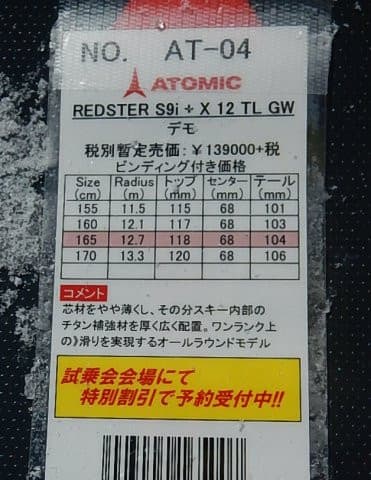 NO. AT-04
ATOMIC
REDSTER S9i + X 12 TL GW
デモ
税別暫定売価：￥139000+税
ビンディング付き価格
Size (cm) Radius (m) トップ (mm) センター (mm) テール (mm)
155 11.5 115 68 101
160 12.1 117 68 103
165 12.7 118 68 104
170 13.3 120 68 106
コメント
芯材をやや薄くし、その分スキー内部の
チタン補強材を厚く広く配置。ワンランク上
の》滑りを実現するオールラウンドモデル
試乗会会場にて
特別割引で予約受付中!!